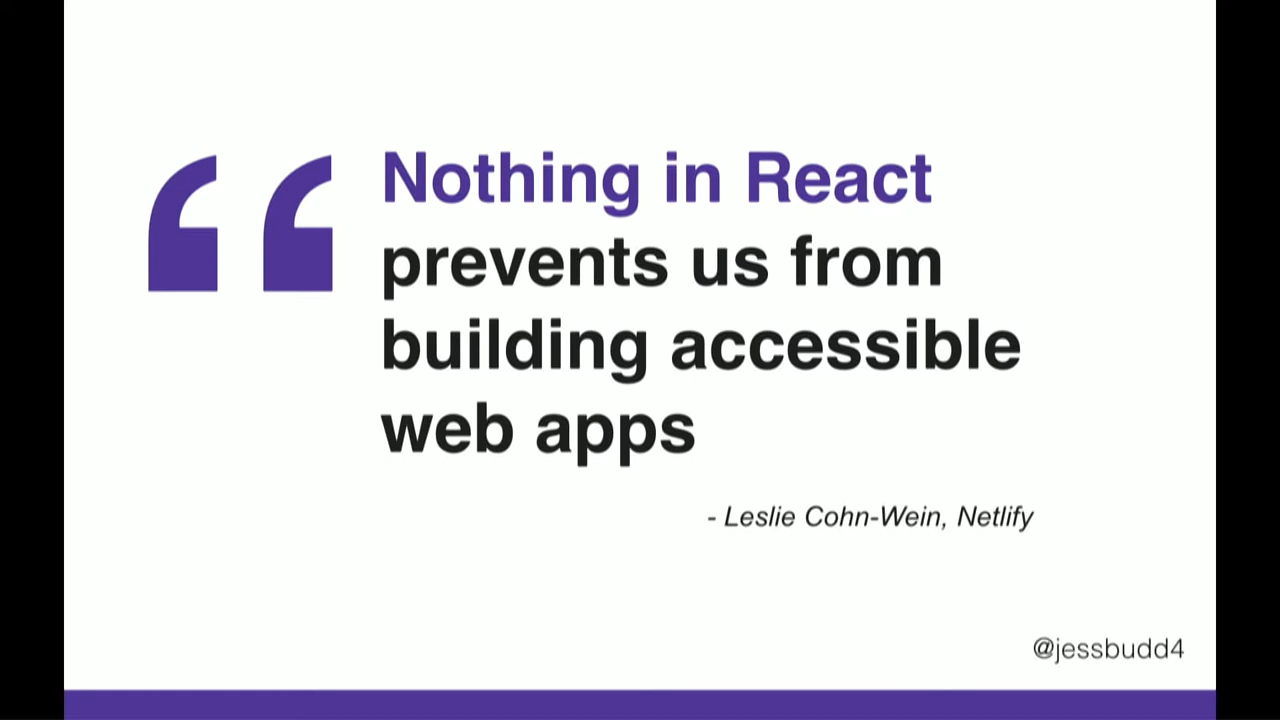 “
Nothing in React
prevents us from
building accessible
web apps
- Leslie Cohn-Wein, Netlify
@jessbudd4